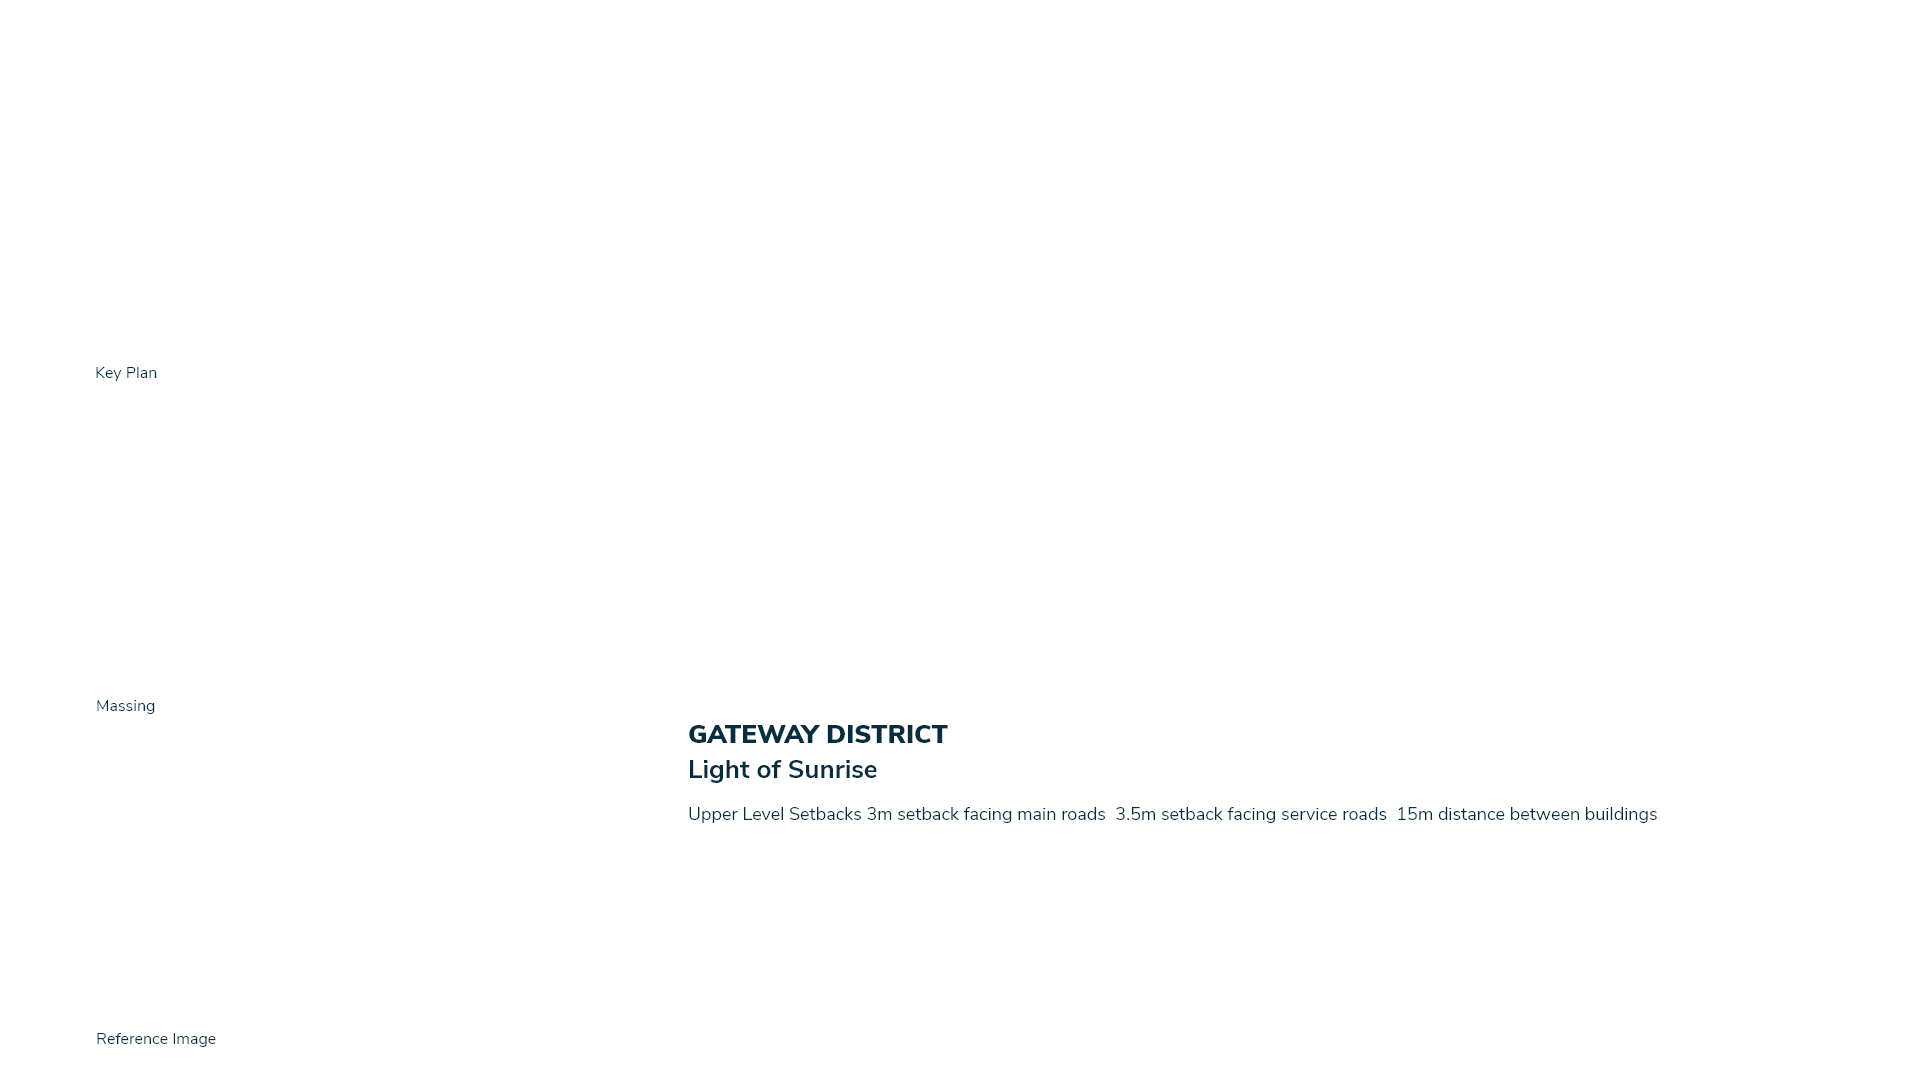 Key Plan
Massing
GATEWAY DISTRICT
Light of Sunrise
Upper Level Setbacks 3m setback facing main roads  3.5m setback facing service roads  15m distance between buildings
Reference Image